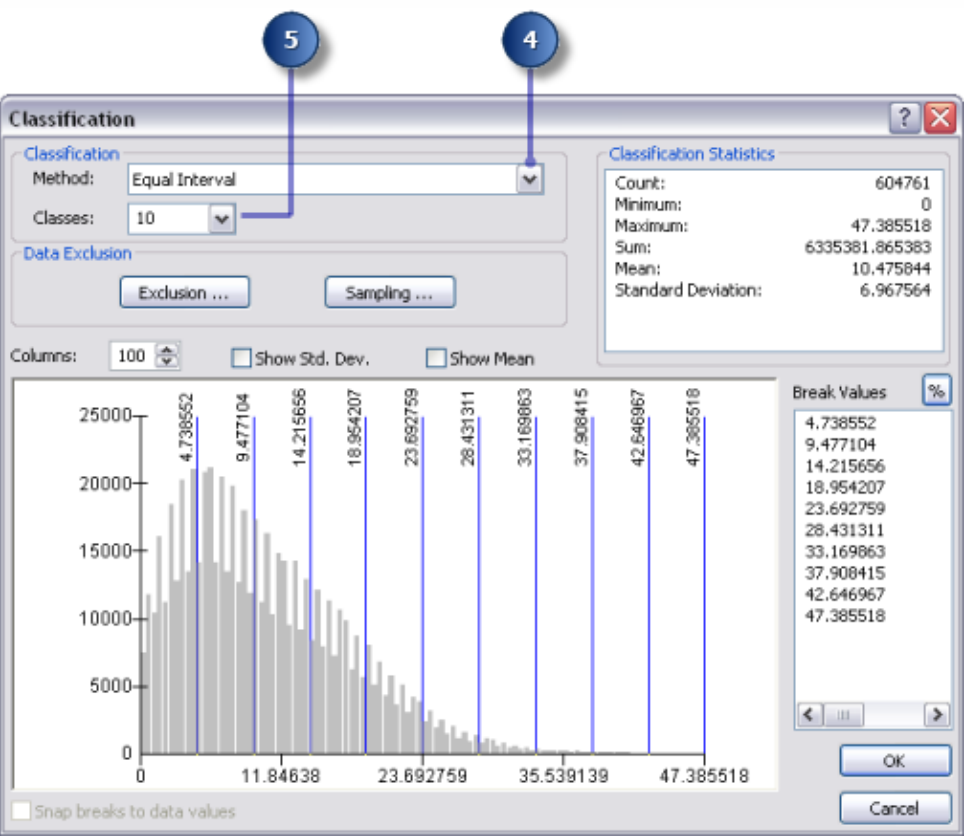 5
4
Classification
?
Classification
Method:
Equal Interval
Classes:
10
Classification Statistics
Count: 604761
Minimum: 0
Maximum: 47.385518
Sum: 6335381.865383
Mean: 10.475844
Standard Deviation: 6.967564
Data Exclusion
Exclusion ...
Sampling ...
Columns:
100
Show Std. Dev.
Show Mean
Break Values
%
4.738552
9.477104
14.215656
18.954207
23.692759
28.431311
33.169863
37.908415
42.646967
47.385518
25000
20000
15000
10000
5000
0
4.738552
9.477104
14.215656
18.954207
23.692759
28.431311
33.169863
37.908415
42.646967
47.385518
0
11.84638
23.692759
35.539139
47.385518
Snap breaks to data values
OK
Cancel